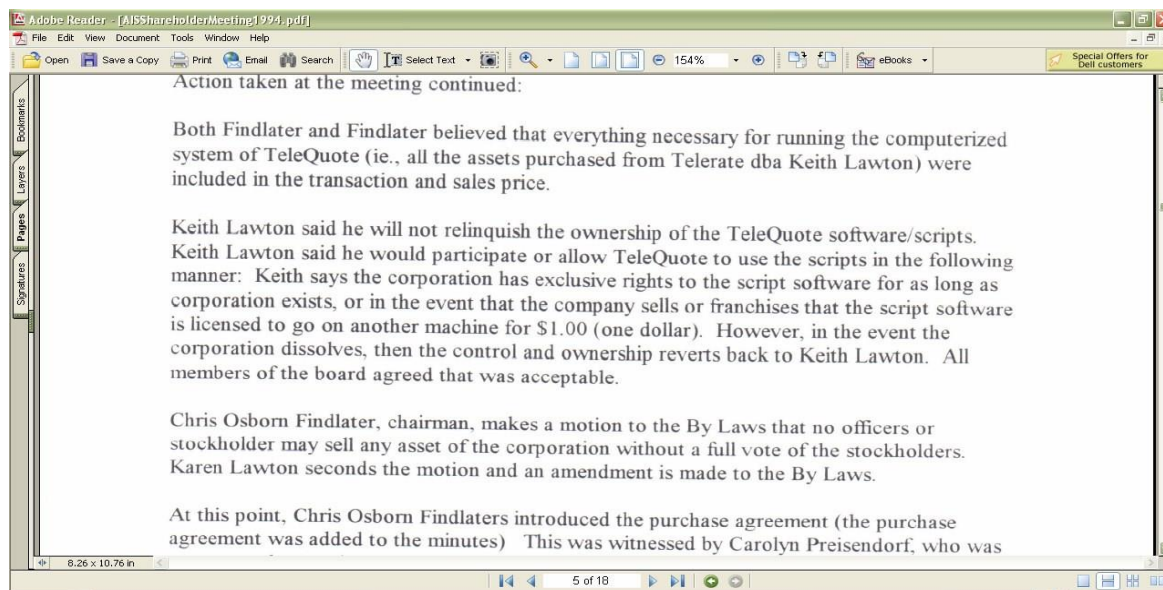 Adobe Reader - [AISShareholderMeeting1994.pdf]
File Edit View Document Tools Window Help
Open Save a Copy Print Email Search Select Text 154% eBooks Special Offers for Dell customers
Bookmarks
Layers
Pages
Signatures
Action taken at the meeting continued:
Both Findlater and Findlater believed that everything necessary for running the computerized
system of TeleQuote (ie., all the assets purchased from Telerate dba Keith Lawton) were
included in the transaction and sales price.
Keith Lawton said he will not relinquish the ownership of the TeleQuote software/scripts.
Keith Lawton said he would participate or allow TeleQuote to use the scripts in the following
manner: Keith says the corporation has exclusive rights to the script software for as long as
corporation exists, or in the event that the company sells or franchises that the script software
is licensed to go on another machine for $1.00 (one dollar). However, in the event the
corporation dissolves, then the control and ownership reverts back to Keith Lawton. All
members of the board agreed that was acceptable.
Chris Osborn Findlater, chairman, makes a motion to the By Laws that no officers or
stockholder may sell any asset of the corporation without a full vote of the stockholders.
Karen Lawton seconds the motion and an amendment is made to the By Laws.
At this point, Chris Osborn Findlaters introduced the purchase agreement (the purchase
agreement was added to the minutes) This was witnessed by Carolyn Preisendorf, who was
8.26 x 10.76 in
5 of 18